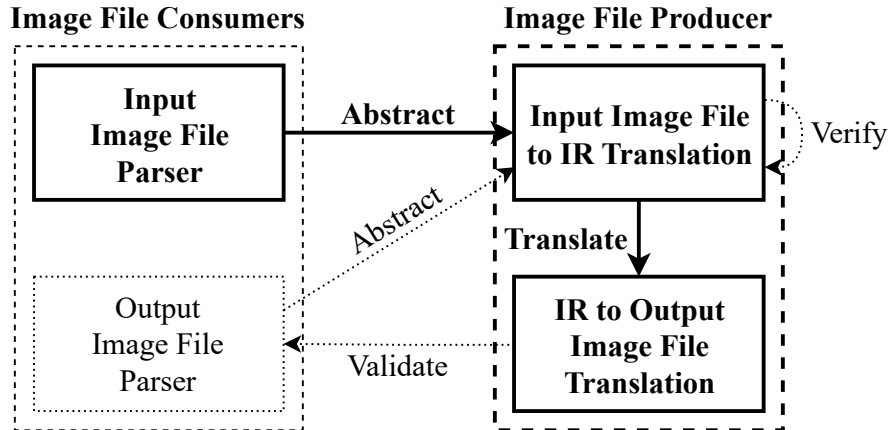 Image File Consumers
Image File Producer
Input
Image File
Parser
Abstract
Input Image File
to IR Translation
Verify
Abstract
Translate
Output
Image File
Parser
Validate
IR to Output
Image File
Translation